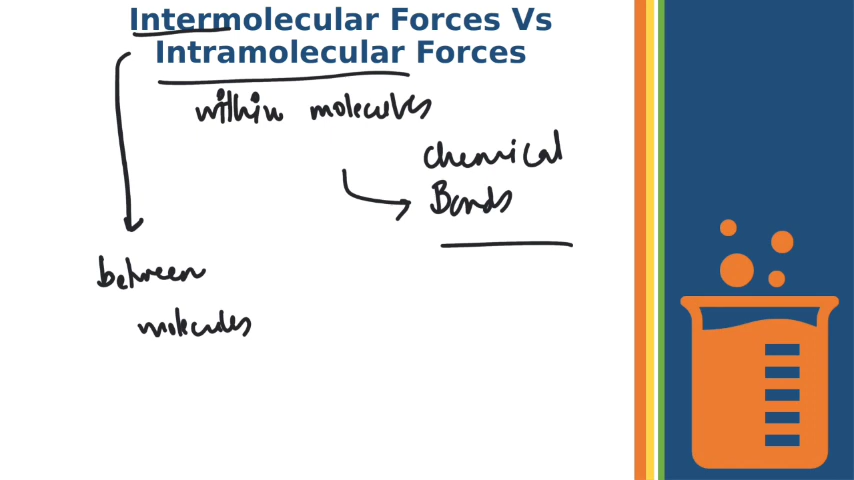 Intermolecular Forces Vs
Intramolecular Forces
within molecules
chemical
Bonds
between
molecules